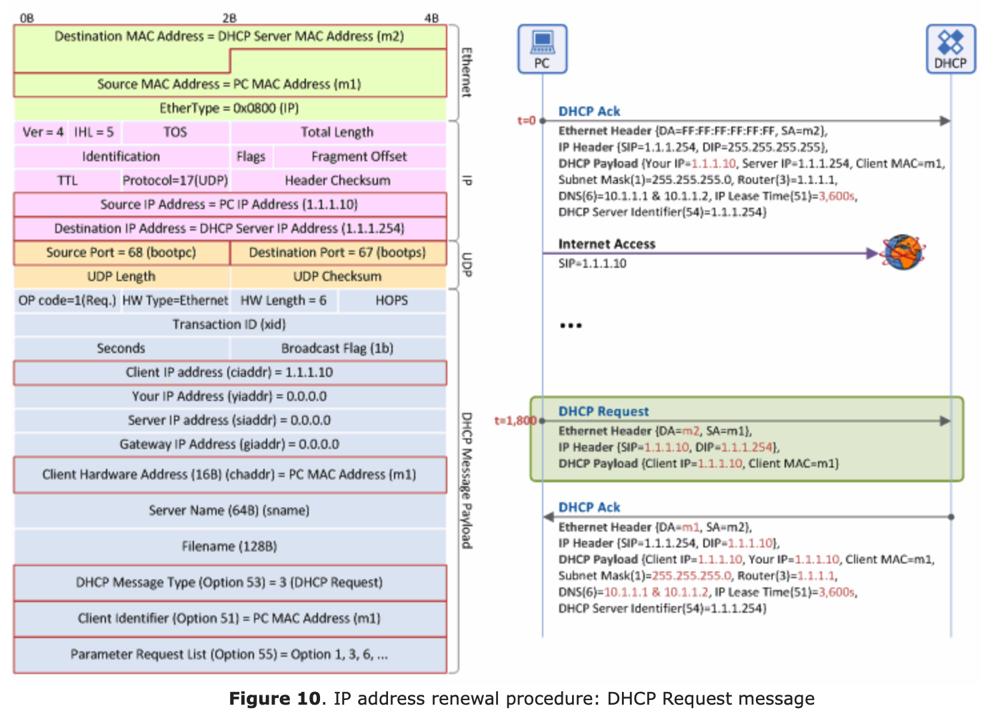 0B 2B 4B
Destination MAC Address = DHCP Server MAC Address (m2)
Source MAC Address = PC MAC Address (m1)
EtherType = 0x0800 (IP)
Ethernet
Ver = 4 IHL = 5 TOS Total Length
Identification Flags Fragment Offset
TTL Protocol=17(UDP) Header Checksum
Source IP Address = PC IP Address (1.1.1.10)
Destination IP Address = DHCP Server IP Address (1.1.1.254)
IP
Source Port = 68 (bootpc) Destination Port = 67 (bootps)
UDP Length UDP Checksum
UDP
OP code=1(Req.) HW Type=Ethernet HW Length = 6 HOPS
Transaction ID (xid)
Seconds Broadcast Flag (1b)
Client IP address (ciaddr) = 1.1.1.10
Your IP Address (yiaddr) = 0.0.0.0
Server IP address (siaddr) = 0.0.0.0
Gateway IP Address (giaddr) = 0.0.0.0
Client Hardware Address (16B) (chaddr) = PC MAC Address (m1)
Server Name (64B) (sname)
Filename (128B)
DHCP Message Type (Option 53) = 3 (DHCP Request)
Client Identifier (Option 51) = PC MAC Address (m1)
Parameter Request List (Option 55) = Option 1, 3, 6, ...
DHCP Message Payload
PC DHCP
t=0
DHCP Ack
Ethernet Header {DA=FF:FF:FF:FF:FF:FF, SA=m2},
IP Header {SIP=1.1.1.254, DIP=255.255.255.255},
DHCP Payload {Your IP=1.1.1.10, Server IP=1.1.1.254, Client MAC=m1,
Subnet Mask(1)=255.255.255.0, Router(3)=1.1.1.1,
DNS(6)=10.1.1.1 & 10.1.1.2, IP Lease Time(51)=3,600s,
DHCP Server Identifier(54)=1.1.1.254}
Internet Access
SIP=1.1.1.10
...
t=1,800
DHCP Request
Ethernet Header {DA=m2, SA=m1},
IP Header {SIP=1.1.1.10, DIP=1.1.1.254},
DHCP Payload {Client IP=1.1.1.10, Client MAC=m1}
DHCP Ack
Ethernet Header {DA=m1, SA=m2},
IP Header {SIP=1.1.1.254, DIP=1.1.1.10},
DHCP Payload {Client IP=1.1.1.10, Your IP=1.1.1.10, Client MAC=m1,
Subnet Mask(1)=255.255.255.0, Router(3)=1.1.1.1,
DNS(6)=10.1.1.1 & 10.1.1.2, IP Lease Time(51)=3,600s,
DHCP Server Identifier(54)=1.1.1.254}
Figure 10. IP address renewal procedure: DHCP Request message